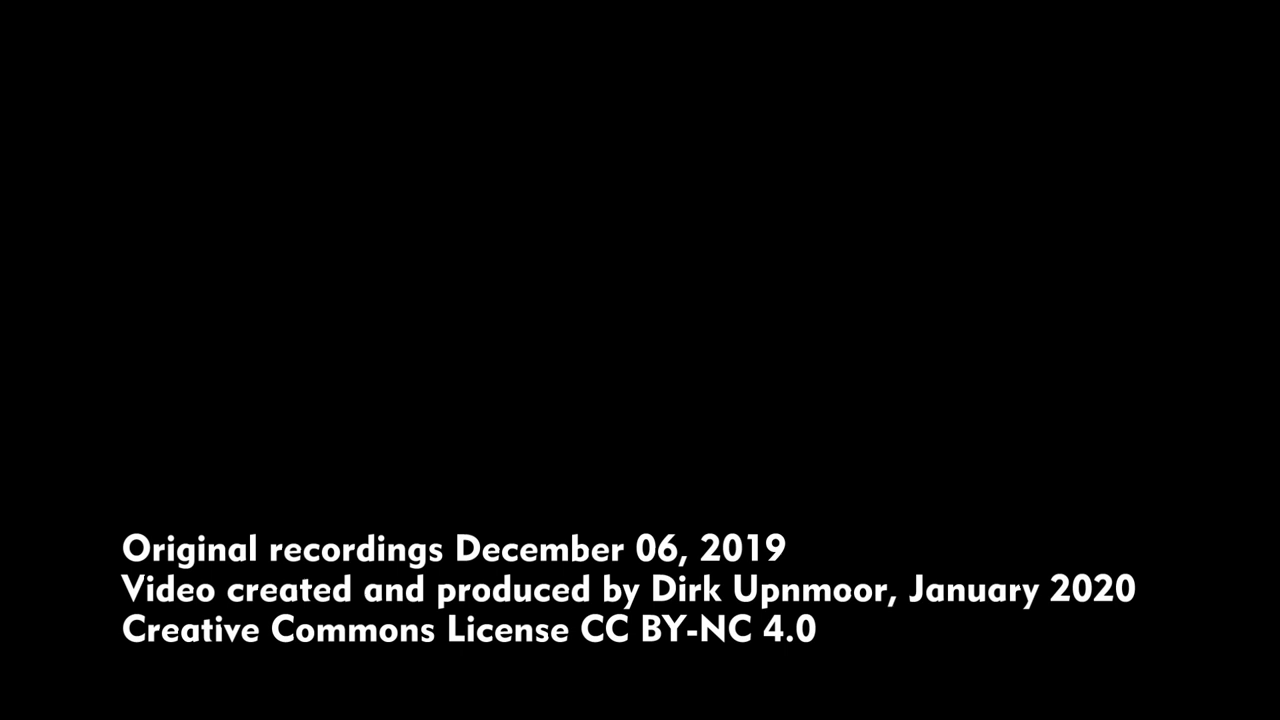 Original recordings December 06, 2019
Video created and produced by Dirk Upnmoor, January 2020
Creative Commons License CC BY-NC 4.0